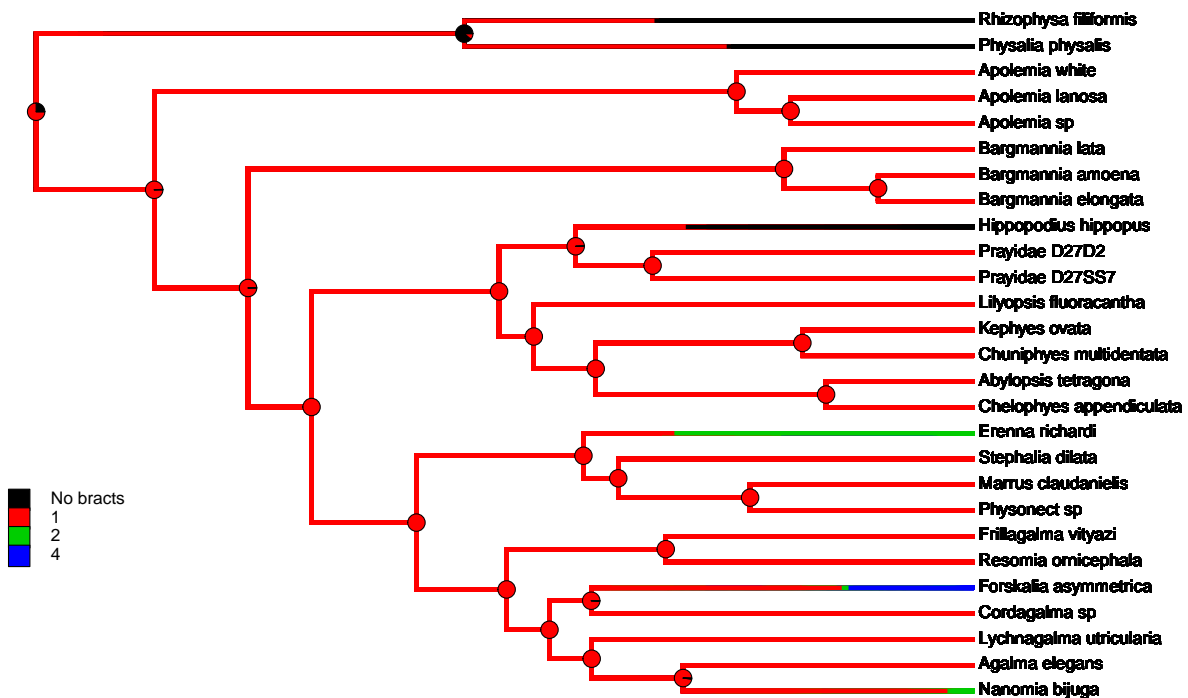 Rhizophysa filiformis
Physalia physalis
Apolemia white
Apolemia lanosa
Apolemia sp
Bargmannia lata
Bargmannia amoena
Bargmannia elongata
Hippopodius hippopus
Prayidae D27D2
Prayidae D27SS7
Lilyopsis fluoracantha
Kephyes ovata
Chuniphyes multidentata
Abylopsis tetragona
Chelophyes appendiculata
Erenna richardi
Stephalia dilata
Marrus claudanielis
Physonect sp
Frillagalma vityazi
Resomia ornicephala
Forskalia asymmetrica
Cordagalma sp
Lychnagalma utricularia
Agalma elegans
Nanomia bijuga
No bracts
1
2
4